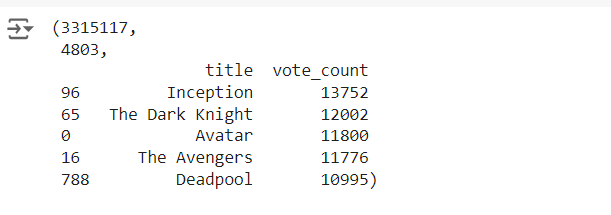 (3315117,
4803,
title vote_count
96 Inception 13752
65 The Dark Knight 12002
0 Avatar 11800
16 The Avengers 11776
788 Deadpool 10995)